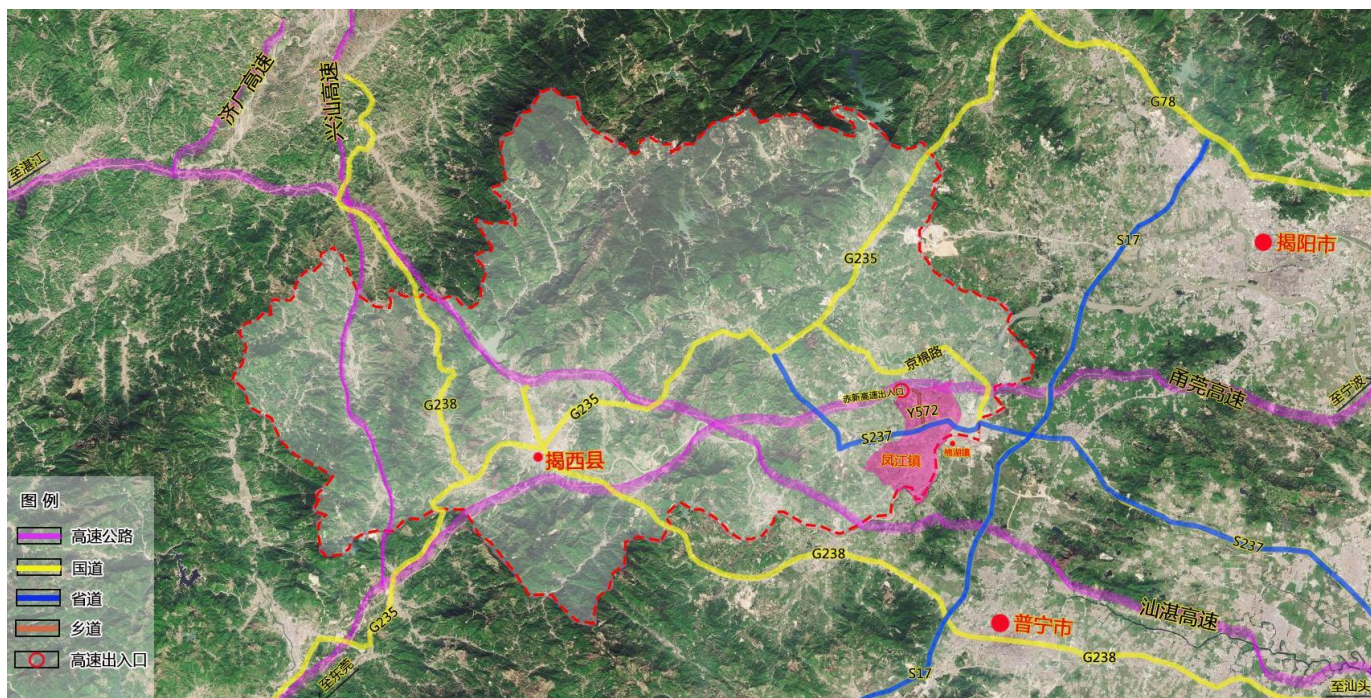 济广高速
兴汕高速
至湛江
G78
S17
揭阳市
G235
京棉路
甬莞高速
至宁波
赤新高速出入口
Y572
G238
G235
S237
揭西县
凤江镇
棉湖镇
S237
G238
汕湛高速
G235
普宁市
至东莞
S17
G238
至汕头
图例
高速公路
国道
省道
乡道
高速出入口